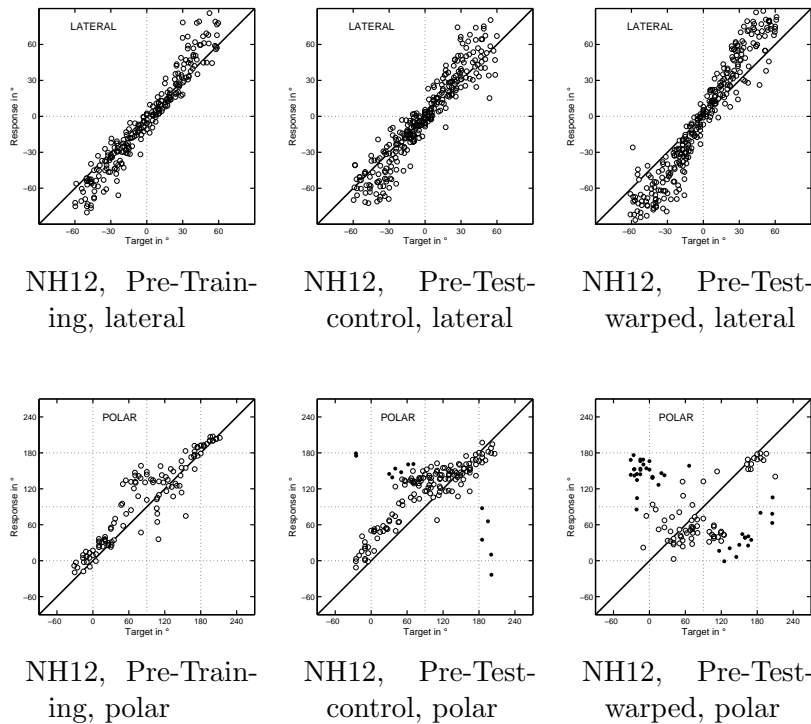 LATERAL
60
30
0
−30
−60
−60 −30 0 30 60
Response in °
Target in °
LATERAL
60
30
0
−30
−60
−60 −30 0 30 60
Response in °
Target in °
LATERAL
60
30
0
−30
−60
−60 −30 0 30 60
Response in °
Target in °
NH12, Pre-Train-
ing, lateral
NH12, Pre-Test-
control, lateral
NH12, Pre-Test-
warped, lateral
POLAR
240
180
120
60
0
−60
−60 0 60 120 180 240
Response in °
Target in °
POLAR
240
180
120
60
0
−60
−60 0 60 120 180 240
Response in °
Target in °
POLAR
240
180
120
60
0
−60
−60 0 60 120 180 240
Response in °
Target in °
NH12, Pre-Train-
ing, polar
NH12, Pre-Test-
control, polar
NH12, Pre-Test-
warped, polar